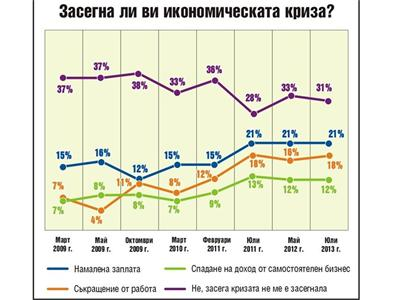 Засегна ли ви икономическата криза?
37% 37% 38% 33% 36% 28% 33% 31%
15% 16% 12% 15% 15% 21% 21% 21%
7% 4% 11% 8% 12% 18% 16% 18%
7% 8% 8% 7% 9% 13% 12% 12%
Март Май Октомври Март Февруари Юли Май Юли
2009 г. 2009 г. 2009 г. 2010 г. 2011 г. 2011 г. 2012 г. 2013 г.
Намалена заплата Спадане на доход от самостоятелен бизнес
Съкращение от работа Не, засега кризата не ме е засегнала